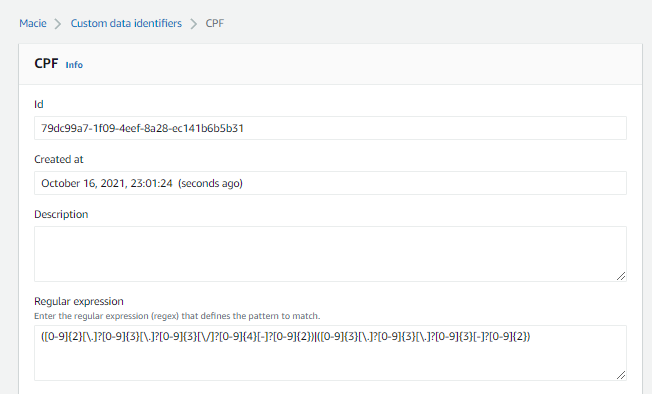 Macie > Custom data identifiers > CPF
CPF Info
Id
79dc99a7-1f09-4eef-8a28-ec141b6b5b31
Created at
October 16, 2021, 23:01:24 (seconds ago)
Description
Regular expression
Enter the regular expression (regex) that defines the pattern to match.
([0-9]{2}[\.]?[0-9]{3}[\.]?[0-9]{3}[\/]?[0-9]{4}[-]?[0-9]{2})|([0-9]{3}[\.]?[0-9]{3}[\.]?[0-9]{3}[-]?[0-9]{2})